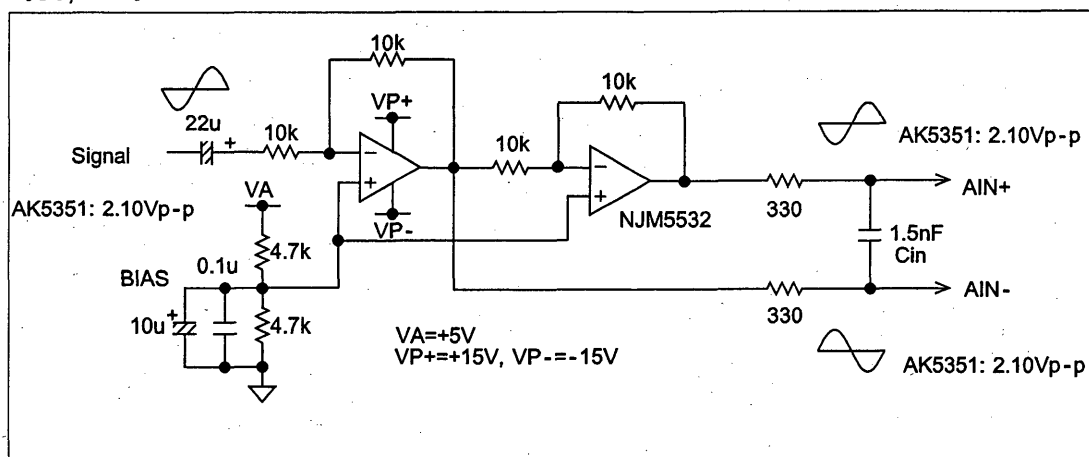 10k
10k
VP+
22u
10k
10k
AK5351: 2.10Vp-p
Signal
AIN+
VA
330
NJM5532
AK5351: 2.10Vp-p
VP-
1.5nF
Cin
4.7k
0.1u
BIAS
AIN-
10u
4.7k
330
VA=+5V
VP+=+15V, VP-=-15V
AK5351: 2.10Vp-p